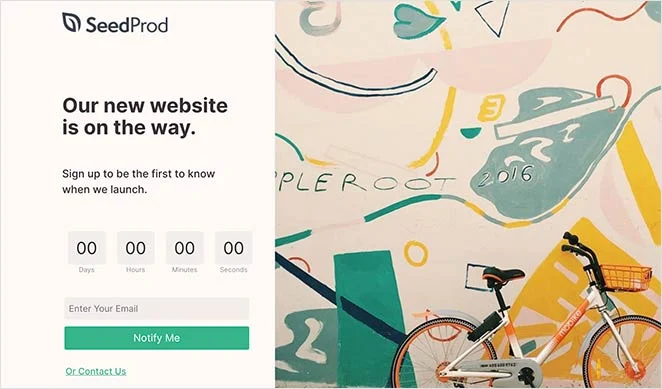 SeedProd
Our new website
is on the way.
Sign up to be the first to know
when we launch.
00 00 00 00
Days Hours Minutes Seconds
Enter Your Email
Notify Me
Or Contact Us
PLEROOT 2016
mobike